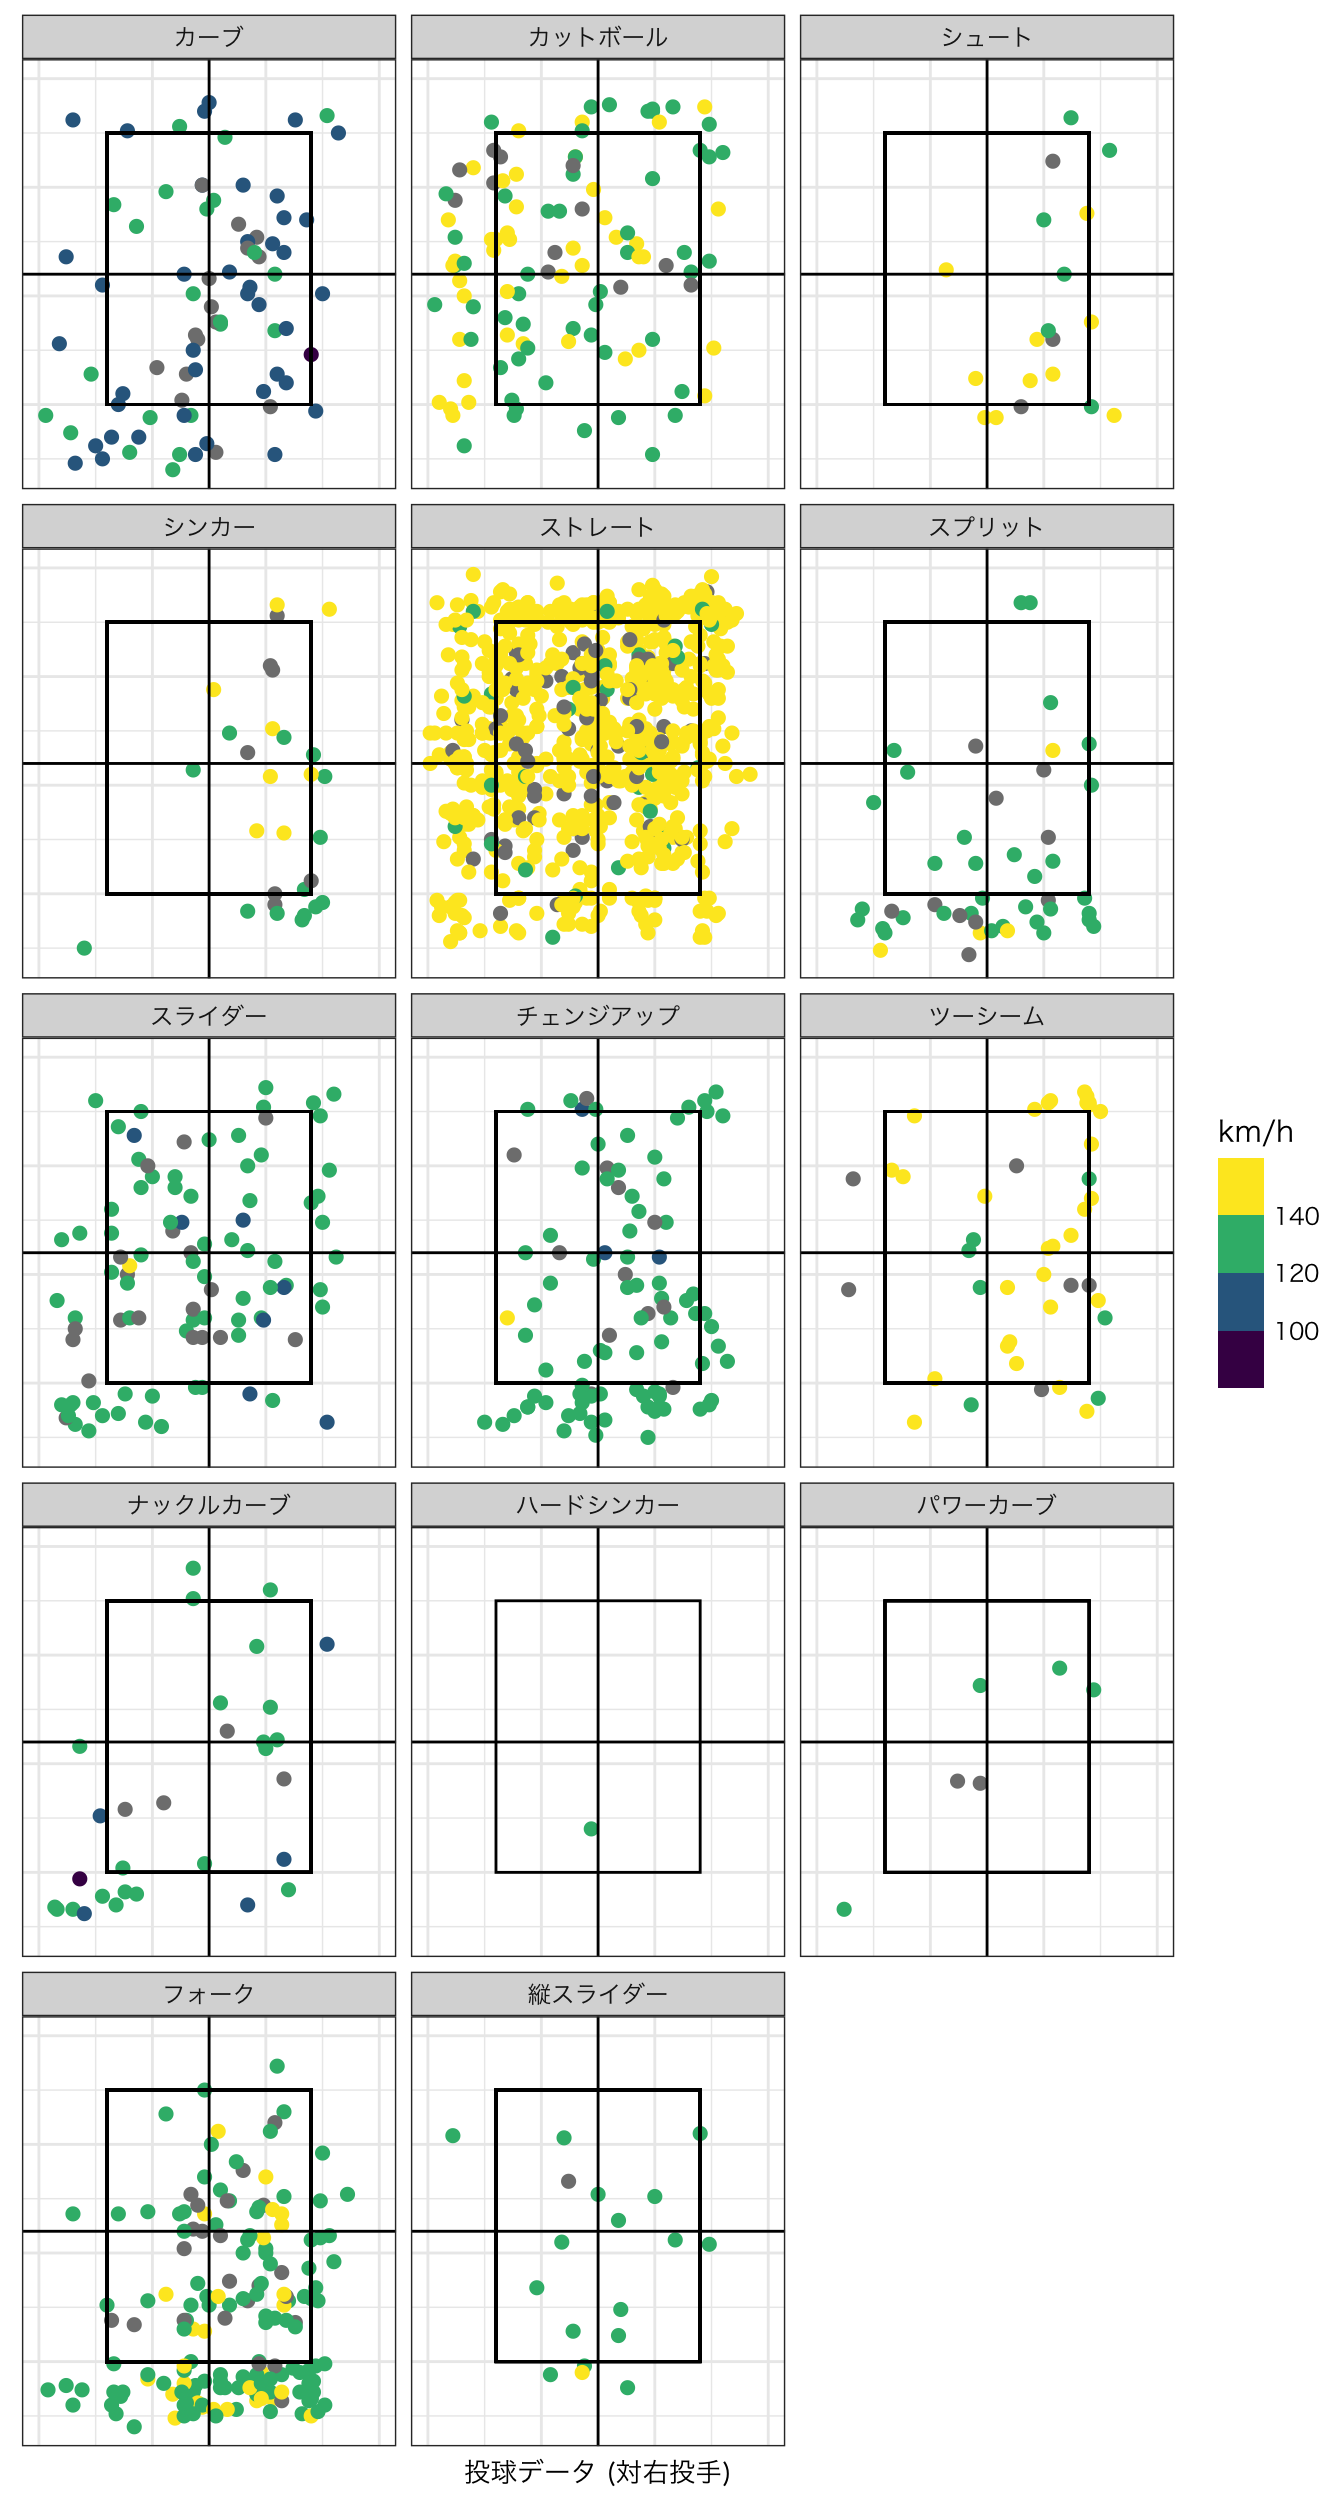 カーブ
カットボール
シュート
シンカー
ストレート
スプリット
スライダー
チェンジアップ
ツーシーム
km/h
140
120
100
ナックルカーブ
ハードシンカー
パワーカーブ
フォーク
縦スライダー
投球データ (対右投手)